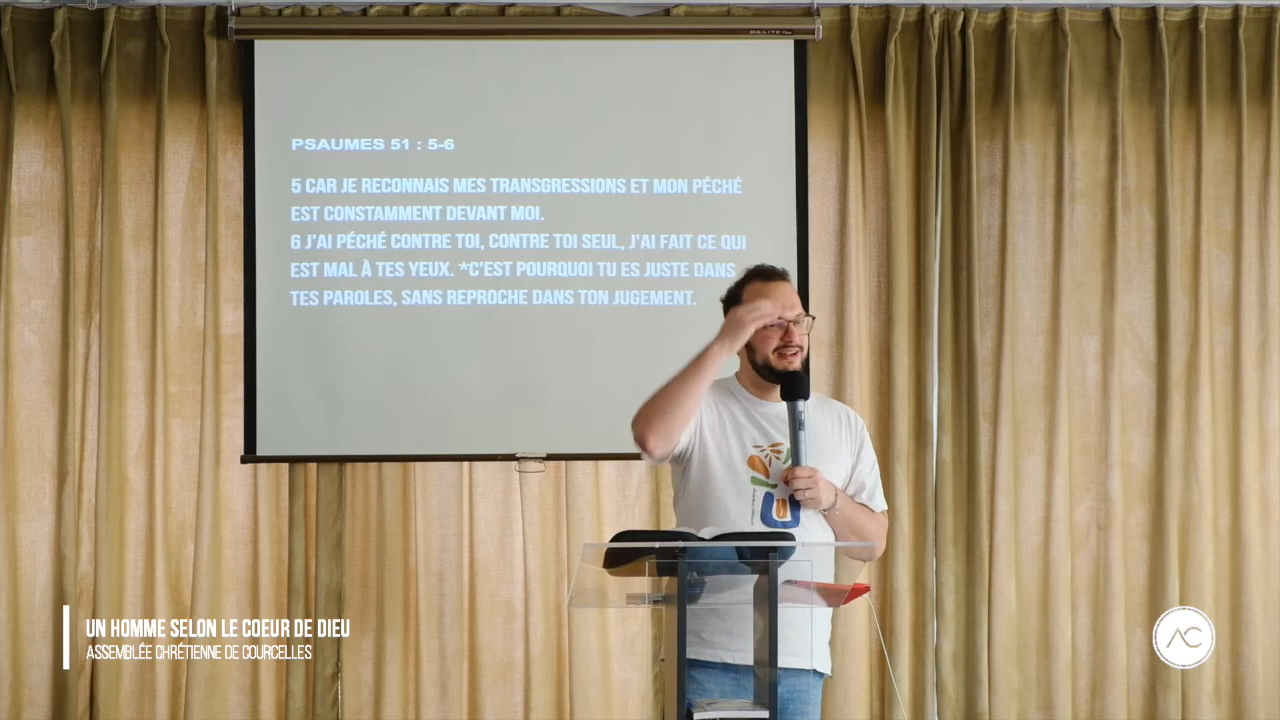 DA-LITE
PSAUMES 51 : 5-6
5 CAR JE RECONNAIS MES TRANSGRESSIONS ET MON PÉCHÉ
EST CONSTAMMENT DEVANT MOI.
6 J'AI PÉCHÉ CONTRE TOI, CONTRE TOI SEUL, J'AI FAIT CE QUI
EST MAL À TES YEUX. *C'EST POURQUOI TU ES JUSTE DANS
TES PAROLES, SANS REPROCHE DANS TON JUGEMENT.
UN HOMME SELON LE COEUR DE DIEU
ASSEMBLÉE CHRÉTIENNE DE COURCELLES
AC